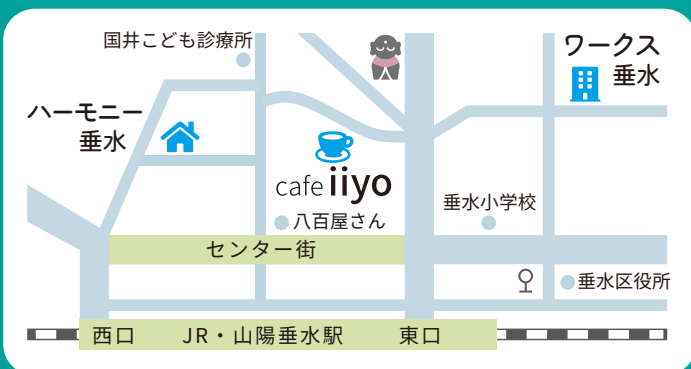 国井こども診療所
ワークス
垂水
ハーモニー
垂水
cafe iiyo
八百屋さん
垂水小学校
センター街
垂水区役所
西口 JR・山陽垂水駅 東口